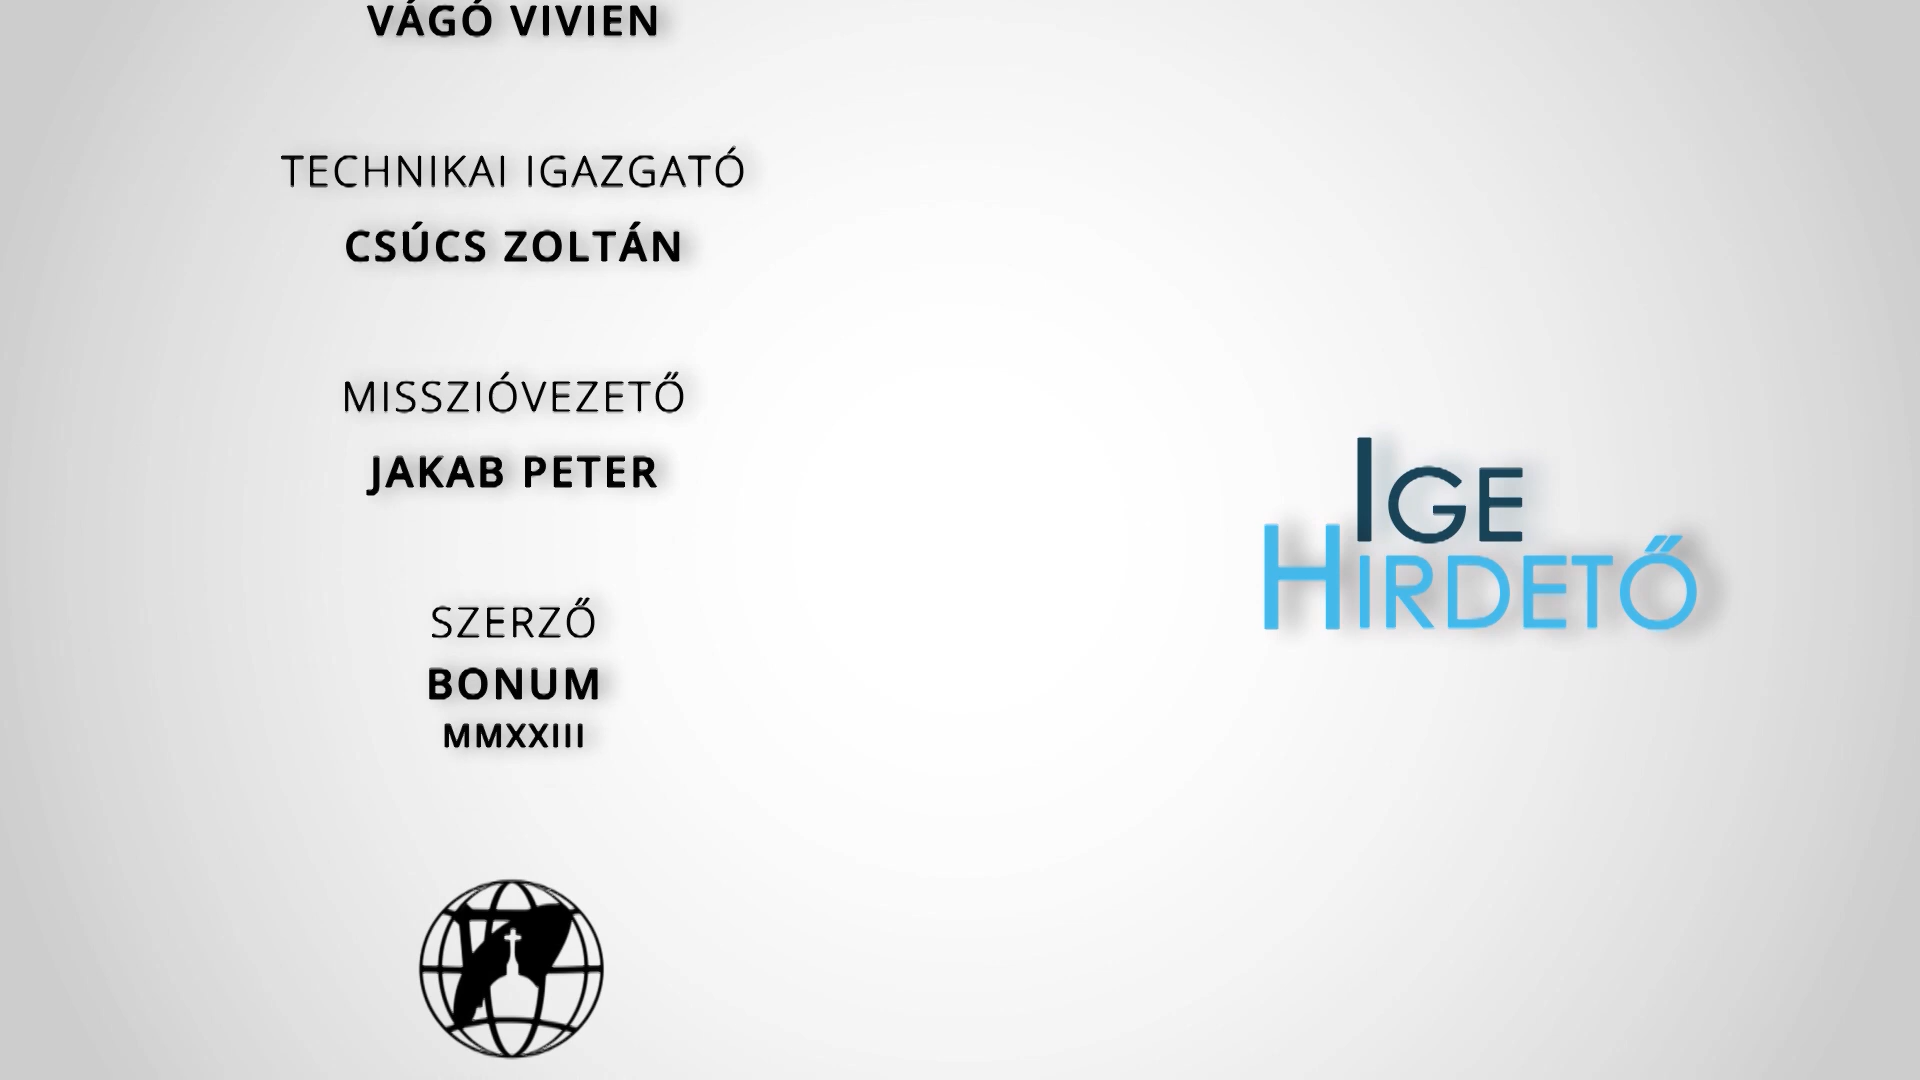 VÁGÓ VIVIEN
TECHNIKAI IGAZGATÓ
CSÚCS ZOLTÁN
MISSZIÓVEZETŐ
JAKAB PETER
SZERZŐ
BONUM
MMXXIII
IGE
HIRDETŐ